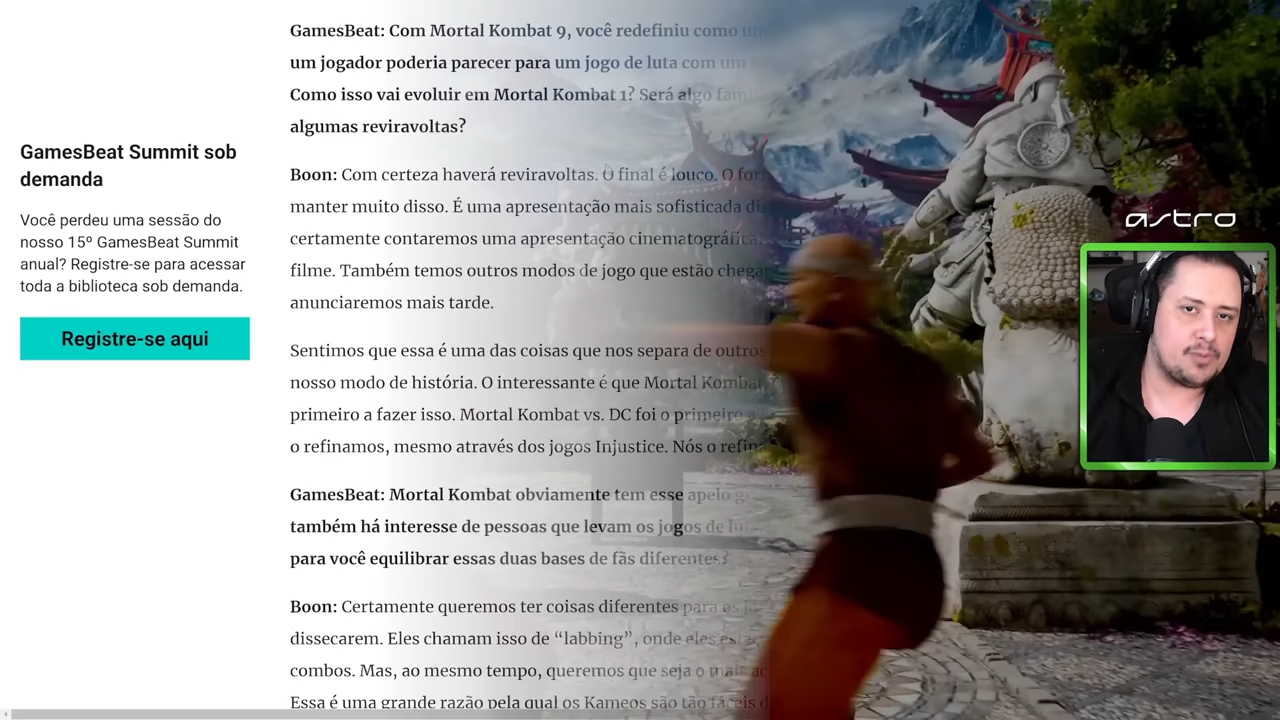 GamesBeat: Com Mortal Kombat 9, você redefiniu como
um jogador poderia parecer para um jogo de luta com um
Como isso vai evoluir em Mortal Kombat 1? Será algo
algumas reviravoltas?
Boon: Com certeza haverá reviravoltas. O final é louco. O
manter muito disso. É uma apresentação mais sofisticada
certamente contaremos uma apresentação cinematográfica
filme. Também temos outros modos de jogo que estão
anunciaremos mais tarde.
Sentimos que essa é uma das coisas que nos separa de outros
nosso modo de história. O interessante é que Mortal Kombat
primeiro a fazer isso. Mortal Kombat vs. DC foi o primeiro a
o refinamos, mesmo através dos jogos Injustice. Nós o
GamesBeat: Mortal Kombat obviamente tem esse apelo
também há interesse de pessoas que levam os jogos de
para você equilibrar essas duas bases de fãs diferentes?
Boon: Certamente queremos ter coisas diferentes para os
dissecarem. Eles chamam isso de “labbing”, onde eles
combos. Mas, ao mesmo tempo, queremos que seja o mais
Essa é uma grande razão pela qual os Kameos são tão fáceis
GamesBeat Summit sob
demanda
Você perdeu uma sessão do
nosso 15º GamesBeat Summit
anual? Registre-se para acessar
toda a biblioteca sob demanda.
Registre-se aqui
astro